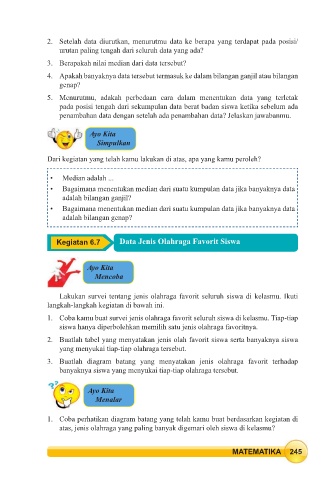 2. Setelah data diurutkan, menurutmu data ke berapa yang terdapat pada posisi/
urutan paling tengah dari seluruh data yang ada?
3. Berapakah nilai median dari data tersebut?
4. Apakah banyaknya data tersebut termasuk ke dalam bilangan ganjil atau bilangan
genap?
5. Menurutmu, adakah perbedaan cara dalam menentukan data yang terletak
pada posisi tengah dari sekumpulan data berat badan siswa ketika sebelum ada
penambahan data dengan setelah ada penambahan data? Jelaskan jawabanmu.
Ayo Kita
Simpulkan
Dari kegiatan yang telah kamu lakukan di atas, apa yang kamu peroleh?
• Median adalah ...
• Bagaimana menentukan median dari suatu kumpulan data jika banyaknya data
adalah bilangan ganjil?
• Bagaimana menentukan median dari suatu kumpulan data jika banyaknya data
adalah bilangan genap?
Kegiatan 6.7 Data Jenis Olahraga Favorit Siswa
Ayo Kita
Mencoba
Lakukan survei tentang jenis olahraga favorit seluruh siswa di kelasmu. Ikuti
langkah-langkah kegiatan di bawah ini.
1. Coba kamu buat survei jenis olahraga favorit seluruh siswa di kelasmu. Tiap-tiap
siswa hanya diperbolehkan memilih satu jenis olahraga favoritnya.
2. Buatlah tabel yang menyatakan jenis olah favorit siswa serta banyaknya siswa
yang menyukai tiap-tiap olahraga tersebut.
3. Buatlah diagram batang yang menyatakan jenis olahraga favorit terhadap
banyaknya siswa yang menyukai tiap-tiap olahraga tersebut.
Ayo Kita
Menalar
1. Coba perhatikan diagram batang yang telah kamu buat berdasarkan kegiatan di
atas, jenis olahraga yang paling banyak digemari oleh siswa di kelasmu?
MATEMATIKA 245